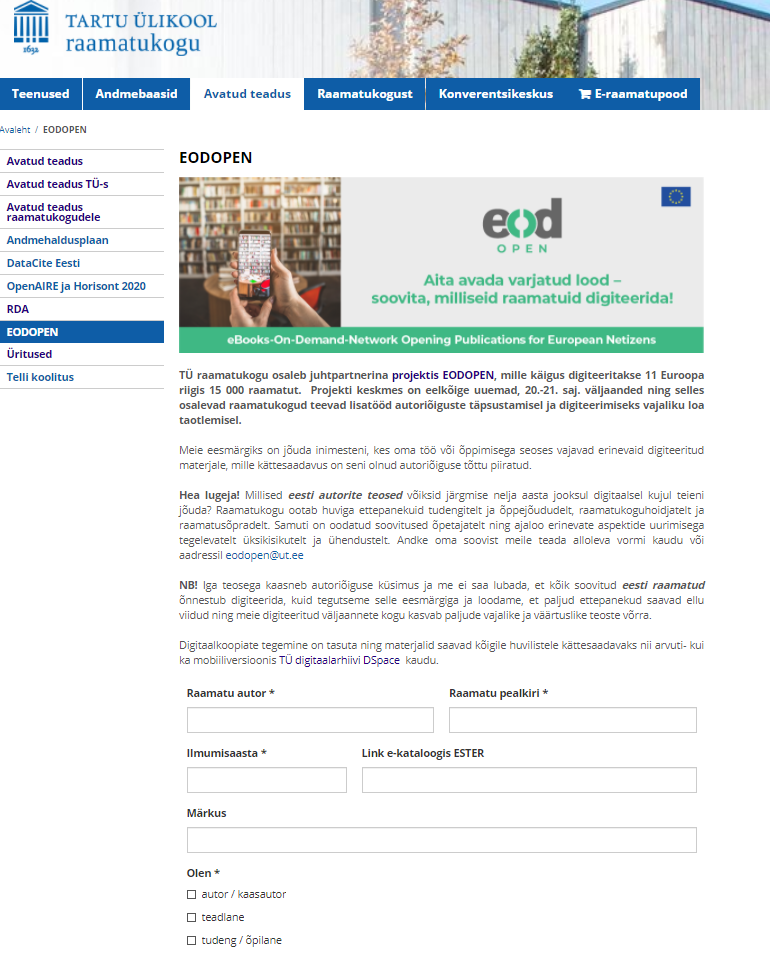 TARTU ÜLIKOOL
raamatukogu
1632
Teenused Andmebaasid Avatud teadus Raamatukogust Konverentsikeskus E-raamatupood
Avaleht / EODOPEN
Avatud teadus
Avatud teadus TÜ-s
Avatud teadus
raamatukogudele
Andmehaldusplaan
DataCite Eesti
OpenAIRE ja Horisont 2020
RDA
EODOPEN
Üritused
Telli koolitus
EODOPEN
eod
OPEN
Aita avada varjatud lood –
soovita, milliseid raamatuid digiteerida!
eBooks-On-Demand-Network Opening Publications for European Netizens
TÜ raamatukogu osaleb juhtpartnerina projektis EODOPEN, mille käigus digiteeritakse 11 Euroopa
riigis 15 000 raamatut. Projekti keskmes on eelkõige uuemad, 20.-21. saj. väljaanded ning selles
osalevad raamatukogud teevad lisatööd autoriõiguste täpsustamisel ja digiteerimiseks vajaliku loa
taotlemisel.
Meie eesmärgiks on jõuda inimesteni, kes oma töö või õppimisega seoses vajavad erinevaid digiteeritud
materjale, mille kättesaadavus on seni olnud autoriõiguse tõttu piiratud.
Hea lugeja! Millised eesti autorite teosed võiksid järgmise nelja aasta jooksul digitaalsel kujul teieni
jõuda? Raamatukogu ootab huviga ettepanekuid tudengitelt ja õppejõududelt, raamatukoguhoidjatelt ja
raamatusõpradelt. Samuti on oodatud soovitused õpetajatelt ning ajaloo erinevate aspektide uurimisega
tegelevatelt üksikisikutelt ja ühendustelt. Andke oma soovist meile teada alloleva vormi kaudu või
aadressil eodopen@ut.ee
NB! Iga teosega kaasneb autoriõiguse küsimus ja me ei saa lubada, et kõik soovitud eesti raamatud
õnnestub digiteerida, kuid tegutseme selle eesmärgiga ja loodame, et paljud ettepanekud saavad ellu
viidud ning meie digiteeritud väljaannete kogu kasvab paljude vajalike ja väärtuslike teoste võrra.
Digitaalkoopiate tegemine on tasuta ning materjalid saavad kõigile huvilistele kättesaadavaks nii arvuti- kui
ka mobiiliversioonis TÜ digitaalarhiivi DSpace kaudu.
Raamatu autor * Raamatu pealkiri *
Ilmumisaasta * Link e-kataloogis ESTER
Märkus
Olen *
autor / kaasautor
teadlane
tudeng / õpilane